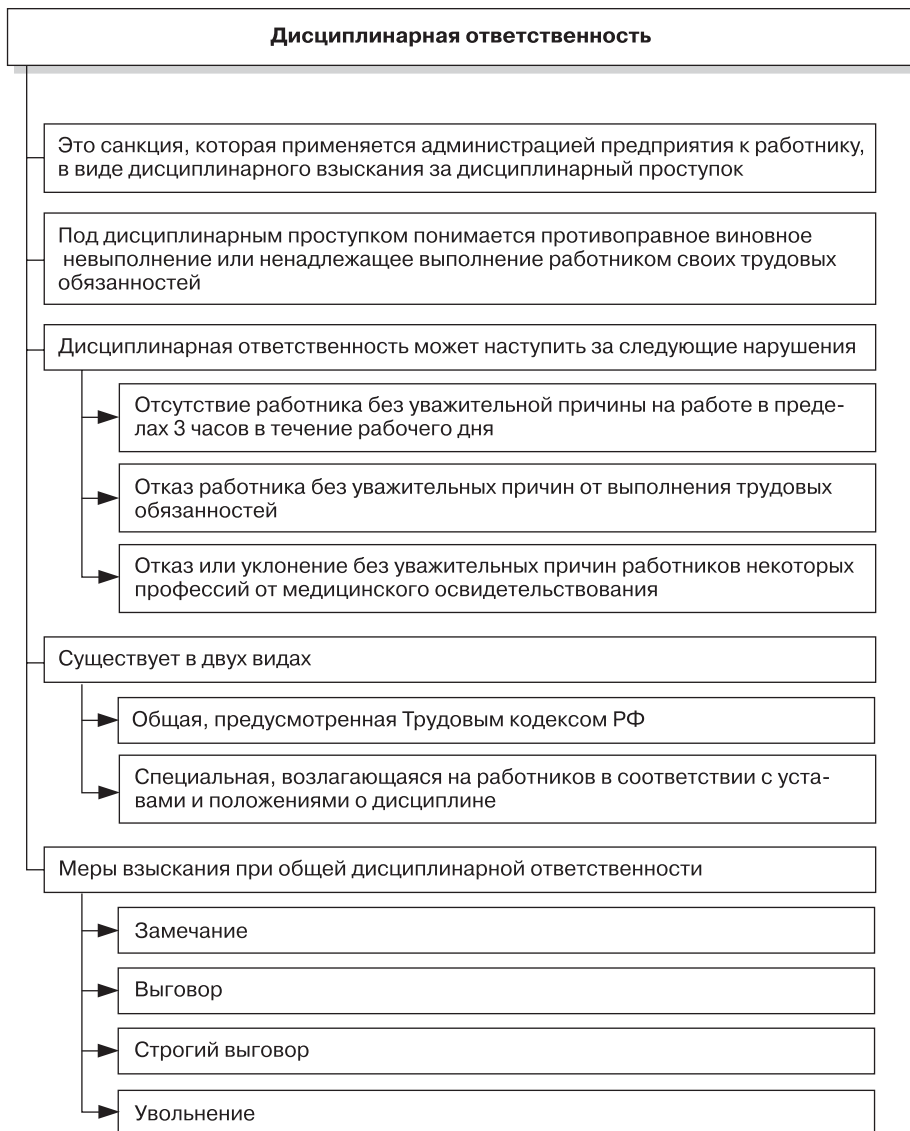 Дисциплинарная ответственность
Это санкция, которая применяется администрацией предприятия к работнику,
в виде дисциплинарного взыскания за дисциплинарный проступок
Под дисциплинарным проступком понимается противоправное виновное
невыполнение или ненадлежащее выполнение работником своих трудовых
обязанностей
Дисциплинарная ответственность может наступить за следующие нарушения
Отсутствие работника без уважительной причины на работе в преде-
лах 3 часов в течение рабочего дня
Отказ работника без уважительных причин от выполнения трудовых
обязанностей
Отказ или уклонение без уважительных причин работников некоторых
профессий от медицинского освидетельствования
Существует в двух видах
Общая, предусмотренная Трудовым кодексом РФ
Специальная, возлагающаяся на работников в соответствии с уста-
вами и положениями о дисциплине
Меры взыскания при общей дисциплинарной ответственности
Замечание
Выговор
Строгий выговор
Увольнение